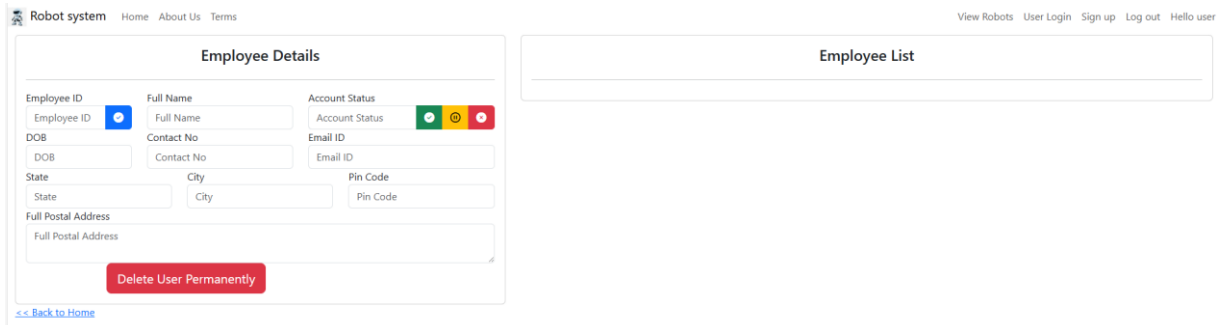 Robot system Home About Us Terms View Robots User Login Sign up Log out Hello user
Employee Details
Employee ID Full Name Account Status
Employee ID Full Name Account Status
DOB Contact No Email ID
DOB Contact No Email ID
State City Pin Code
State City Pin Code
Full Postal Address
Full Postal Address
Delete User Permanently
<< Back to Home
Employee List